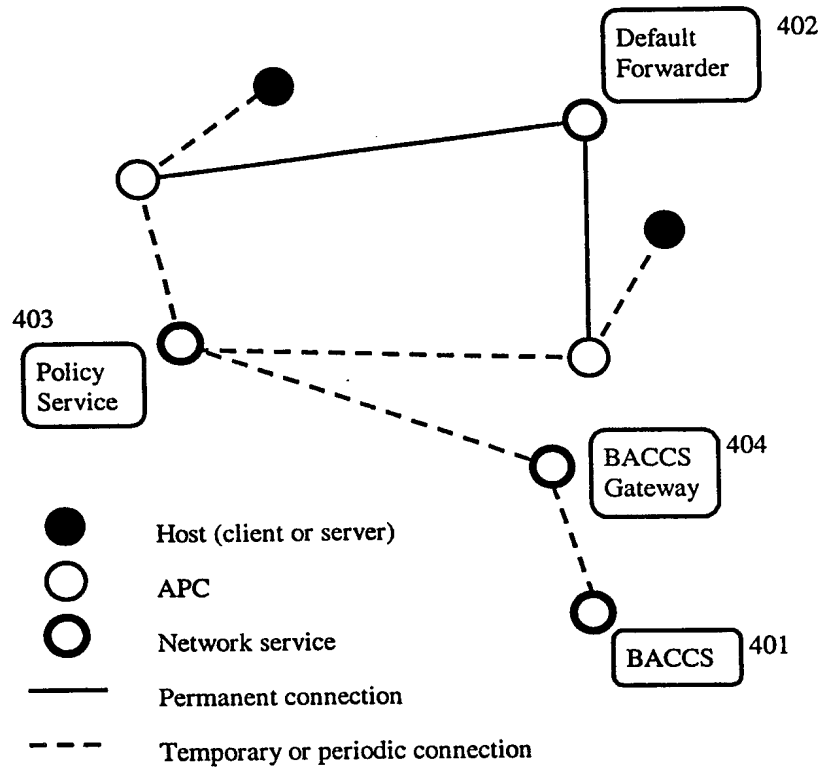 402
Default
Forwarder
403
Policy
Service
BACCS
Gateway
404
Host (client or server)
APC
Network service
BACCS
401
Permanent connection
Temporary or periodic connection